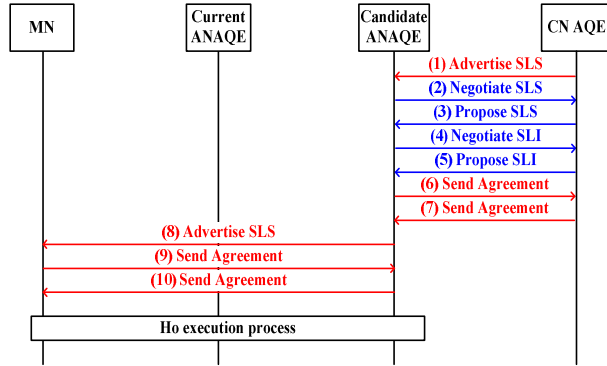 MN
Current
ANAQE
Candidate
ANAQE
CN AQE
(1) Advertise SLS
(2) Negotiate SLS
(3) Propose SLS
(4) Negotiate SLI
(5) Propose SLI
(6) Send Agreement
(7) Send Agreement
(8) Advertise SLS
(9) Send Agreement
(10) Send Agreement
Ho execution process